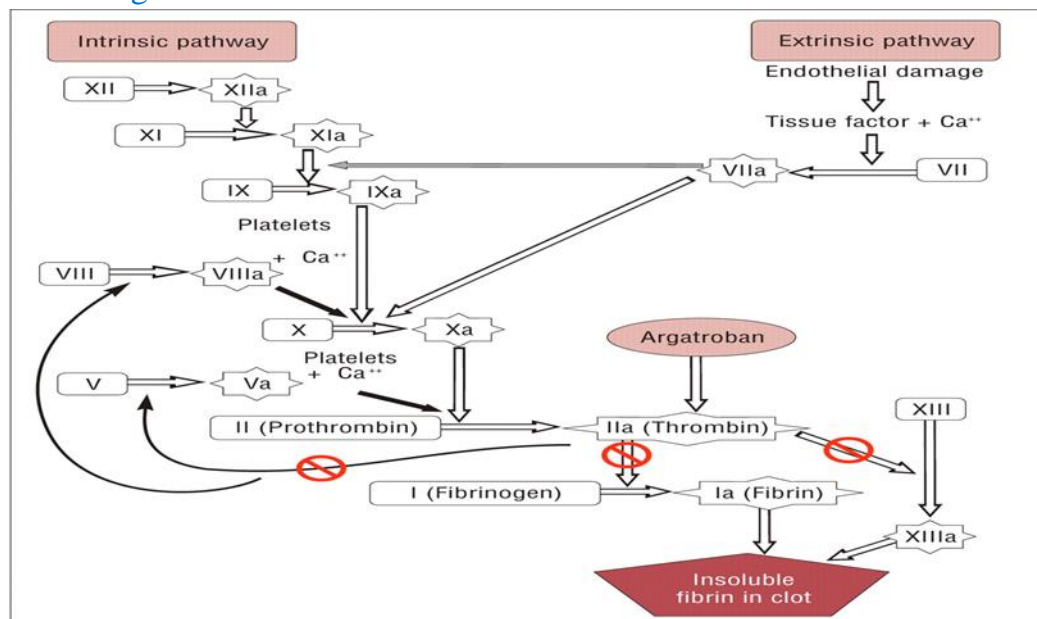 Intrinsic pathway
Extrinsic pathway
Endothelial damage
XII
XIIa
Tissue factor + Ca⁺⁺
XI
XIa
VIIa
VII
IX
IXa
Platelets
+ Ca⁺⁺
VIII
VIIIa
X
Xa
Argatroban
Platelets
+ Ca⁺⁺
V
Va
XIII
II (Prothrombin)
IIa (Thrombin)
I (Fibrinogen)
Ia (Fibrin)
XIIIa
Insoluble
fibrin in clot